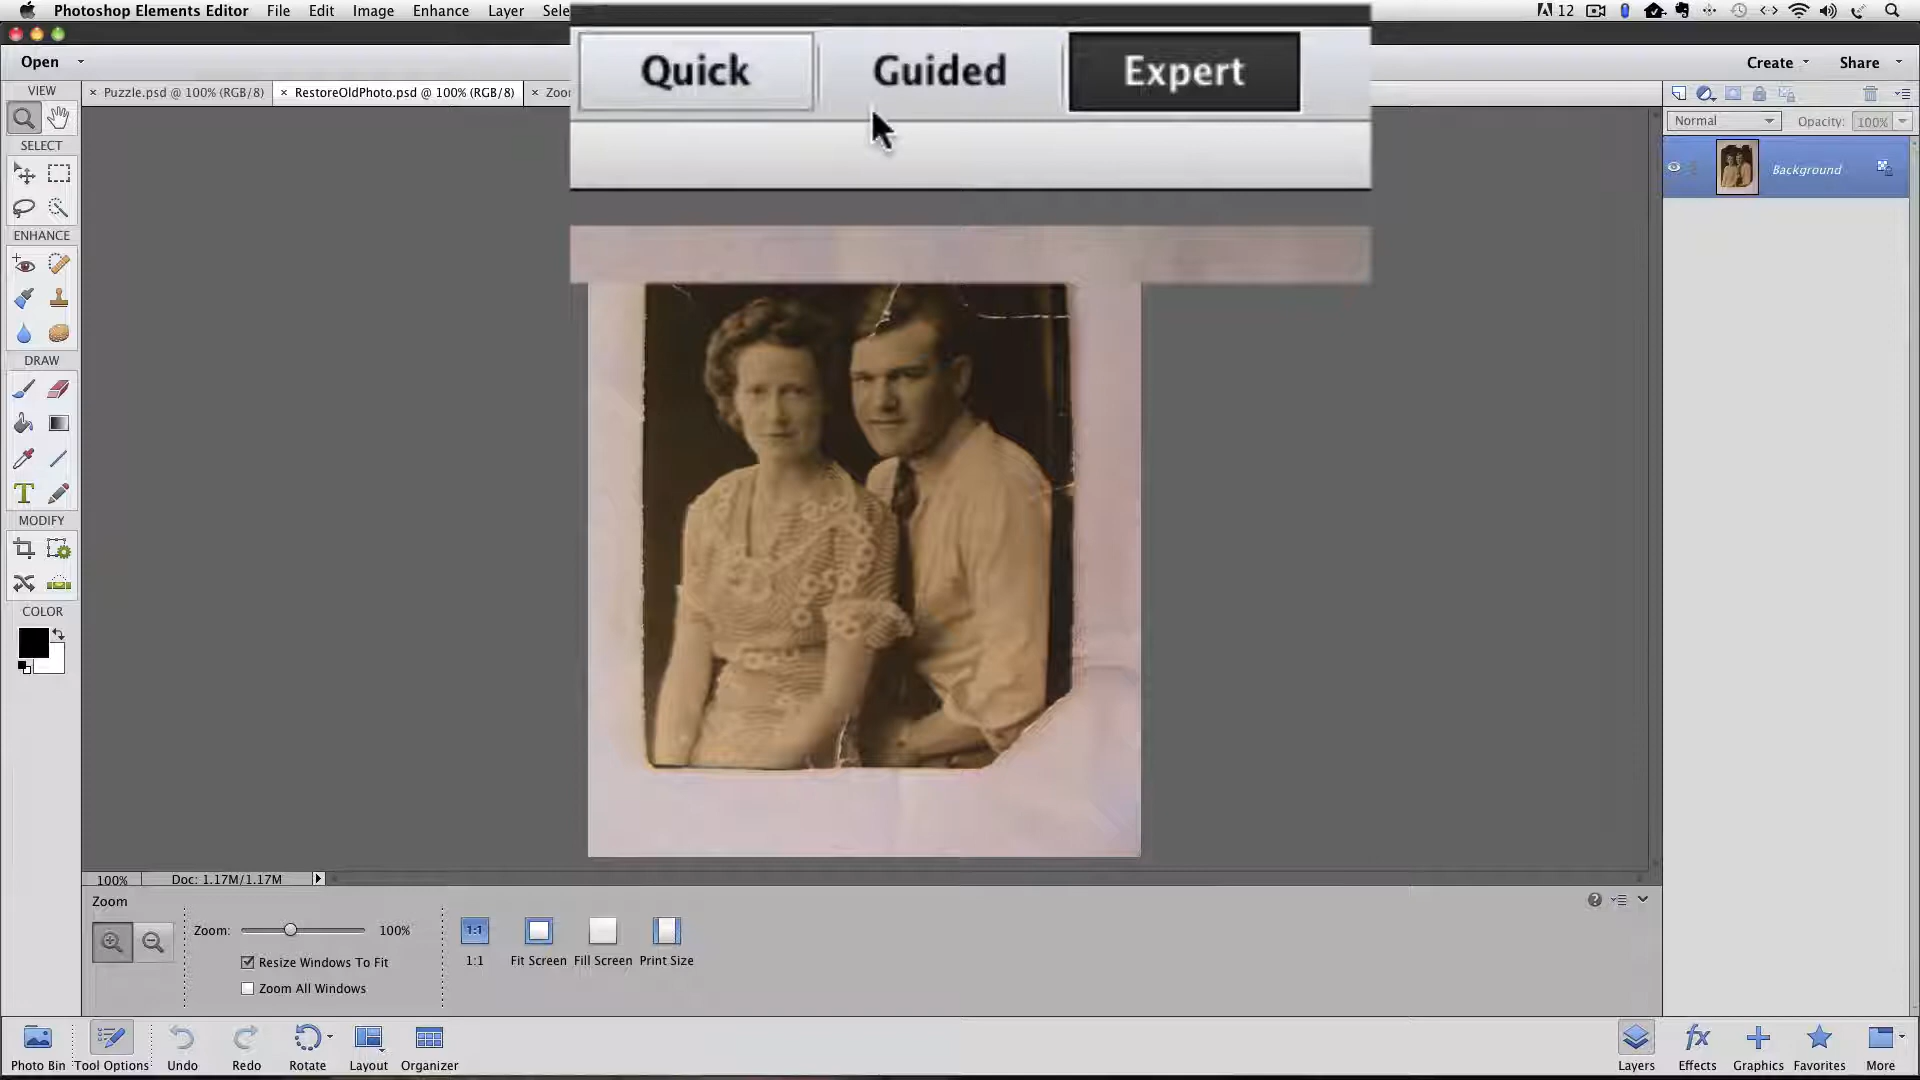 Photoshop Elements Editor File Edit Image Enhance Layer Sele 12
Quick Guided Expert
Open Create Share
VIEW
× Puzzle.psd @ 100% (RGB/8) × RestoreOldPhoto.psd @ 100% (RGB/8) × Zoo
Normal Opacity: 100%
SELECT
Background
ENHANCE
DRAW
T
MODIFY
COLOR
100% Doc: 1.17M/1.17M
Zoom
Zoom: 100% 1:1
1:1 Fit Screen Fill Screen Print Size
Resize Windows To Fit
Zoom All Windows
fx
Photo Bin Tool Options Undo Redo Rotate Layout Organizer Layers Effects Graphics Favorites More